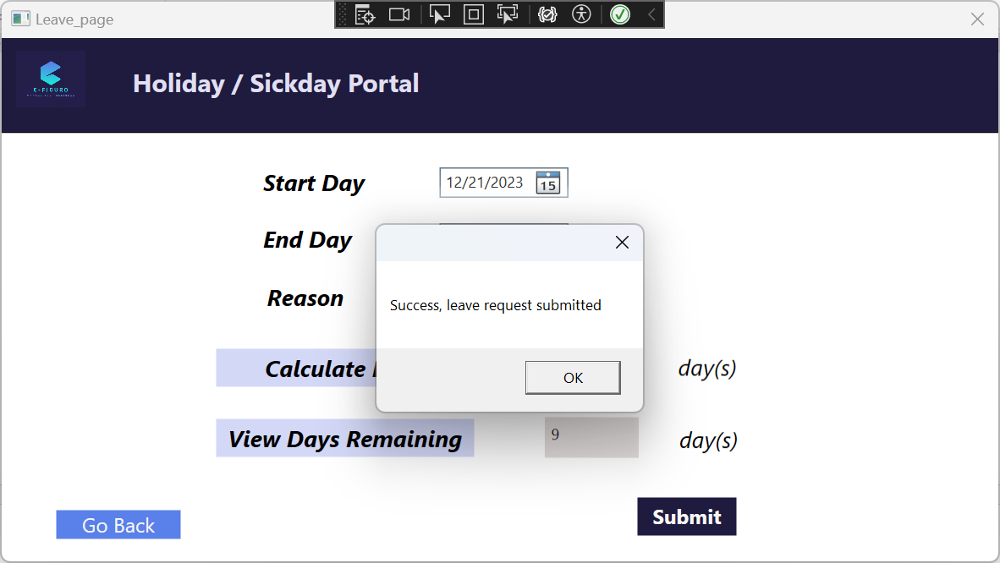 Leave_page
E-FIGURO
Holiday / Sickday Portal
Start Day
12/21/2023
15
End Day
Success, leave request submitted
Reason
OK
Calculate
day(s)
View Days Remaining
9
day(s)
Go Back
Submit